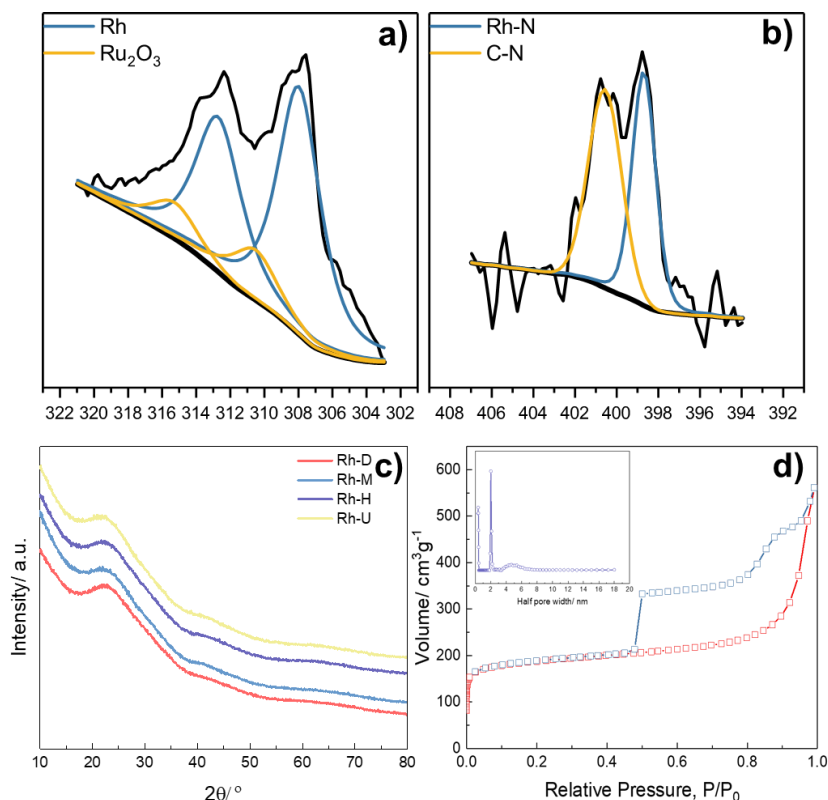 Rh
Ru₂O₃
a)
322 320 318 316 314 312 310 308 306 304 302
Rh-N
C-N
b)
408 406 404 402 400 398 396 394 392
Intensity/ a.u.
c)
Rh-D
Rh-M
Rh-H
Rh-U
10 20 30 40 50 60 70 80
2θ/ °
Volume/ cm³g⁻¹
d)
600
500
400
300
200
100
0
0 2 4 6 8 10 12 14 16 18 20
Half pore width/ nm
0.0 0.2 0.4 0.6 0.8 1.0
Relative Pressure, P/P₀